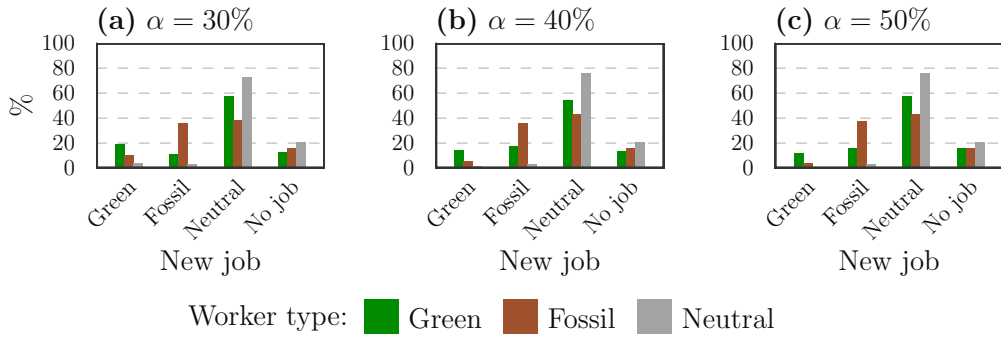 (a) α = 30%
(b) α = 40%
(c) α = 50%
%
100
80
60
40
20
0
Green
Fossil
Neutral
No job
New job
100
80
60
40
20
0
Green
Fossil
Neutral
No job
New job
100
80
60
40
20
0
Green
Fossil
Neutral
No job
New job
Worker type: Green Fossil Neutral